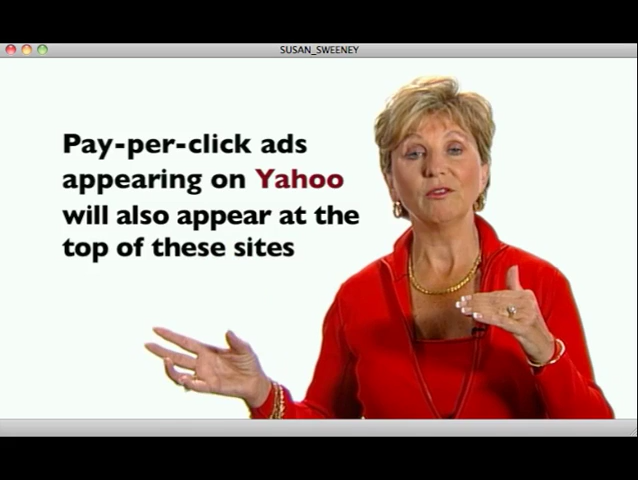 SUSAN_SWEENEY
Pay-per-click ads
appearing on Yahoo
will also appear at the
top of these sites